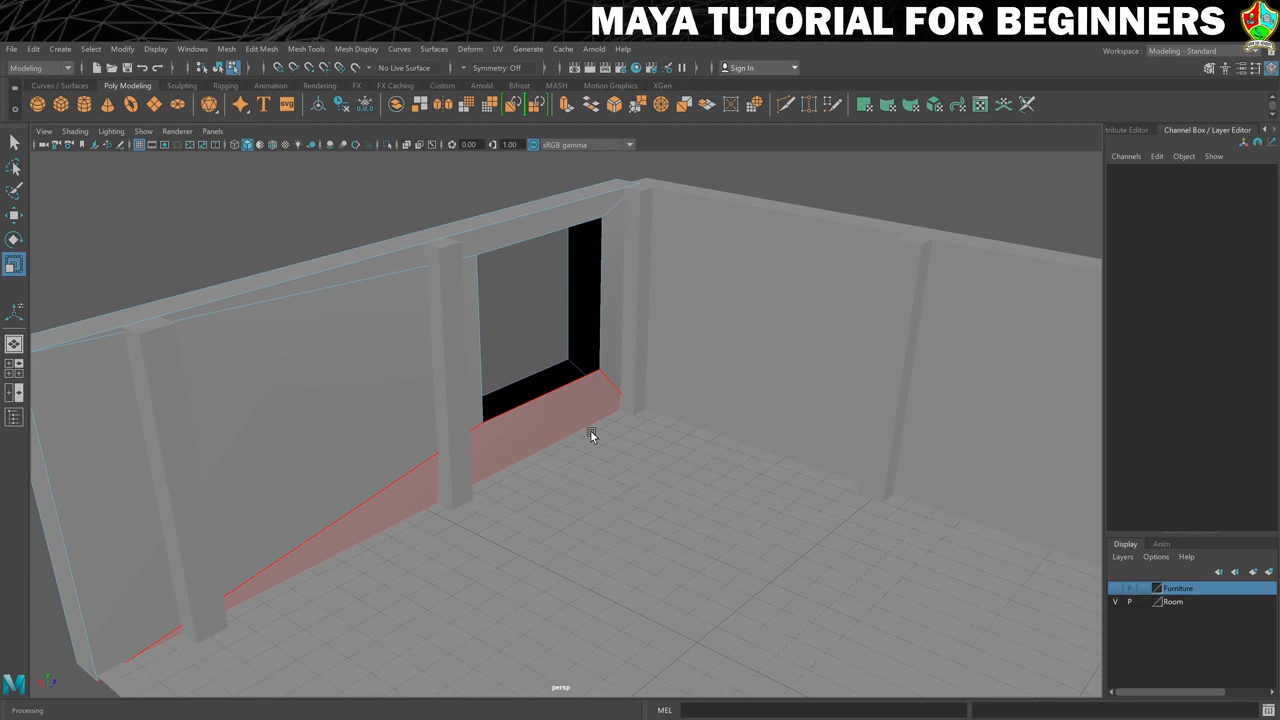 MAYA TUTORIAL FOR BEGINNERS
File Edit Create Select Modify Display Windows Mesh Edit Mesh Mesh Tools Mesh Display Curves Surfaces Deform UV Generate Cache Arnold Help
Workspace : Modeling - Standard
Modeling No Live Surface Symmetry: Off Sign In
Curves / Surfaces Poly Modeling Sculpting Rigging Animation Rendering FX FX Caching Custom Arnold Bifrost MASH Motion Graphics XGen
View Shading Lighting Show Renderer Panels
0.00 1.00 sRGB gamma
tribute Editor Channel Box / Layer Editor
Channels Edit Object Show
persp
Display Anim
Layers Options Help
P Furniture
V P Room
Processing
MEL